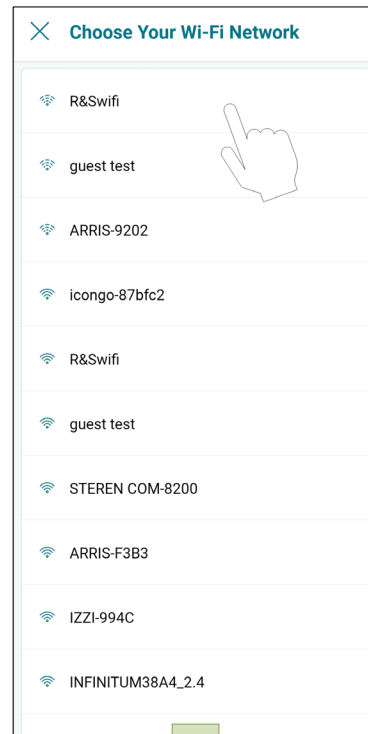 Choose Your Wi-Fi Network
R&Swifi
guest test
ARRIS-9202
icongo-87bfc2
R&Swifi
guest test
STEREN COM-8200
ARRIS-F3B3
IZZI-994C
INFINITUM38A4_2.4